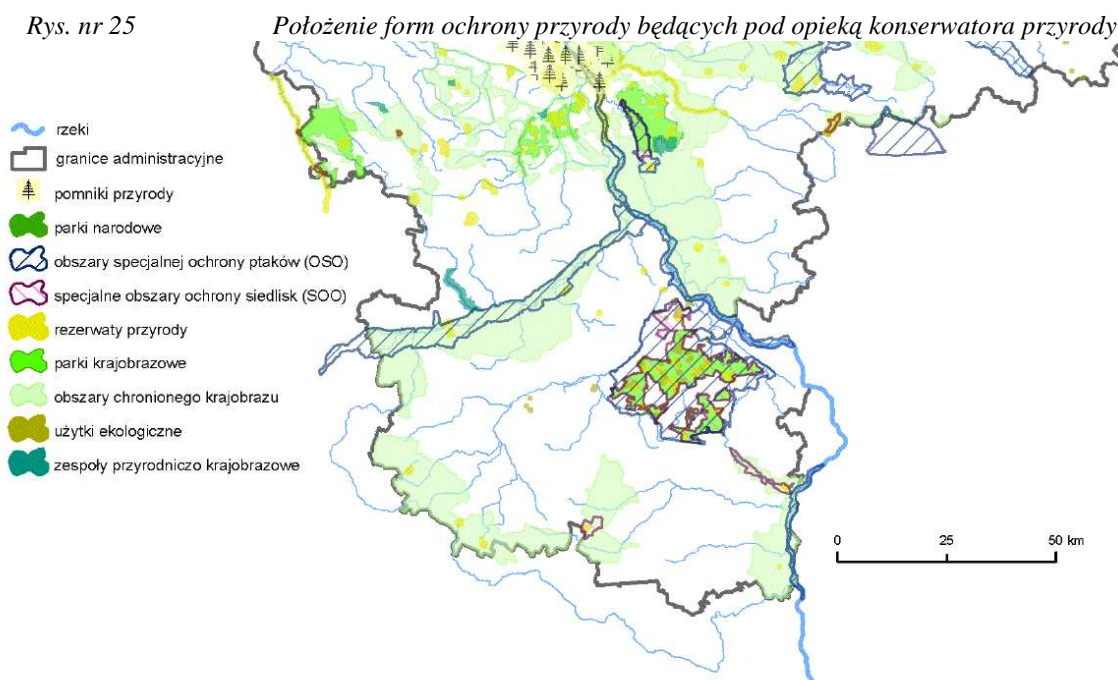 Rys. nr 25 Położenie form ochrony przyrody będących pod opieką konserwatora przyrody
rzeki
granice administracyjne
pomniki przyrody
parki narodowe
obszary specjalnej ochrony ptaków (OSO)
specjalne obszary ochrony siedlisk (SOO)
rezerwaty przyrody
parki krajobrazowe
obszary chronionego krajobrazu
użytki ekologiczne
zespoły przyrodniczo krajobrazowe
0 25 50 km